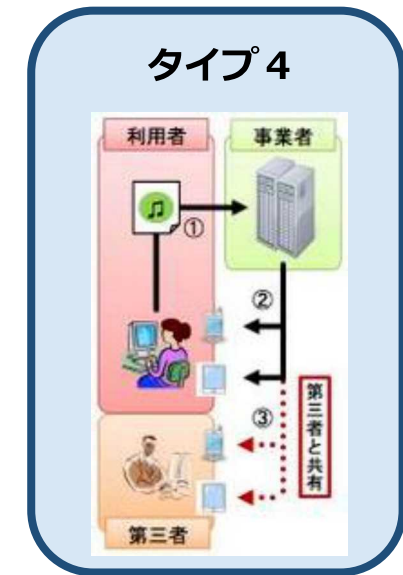 タイプ４
利用者
事業者
①
②
③
第三者と共有
第三者